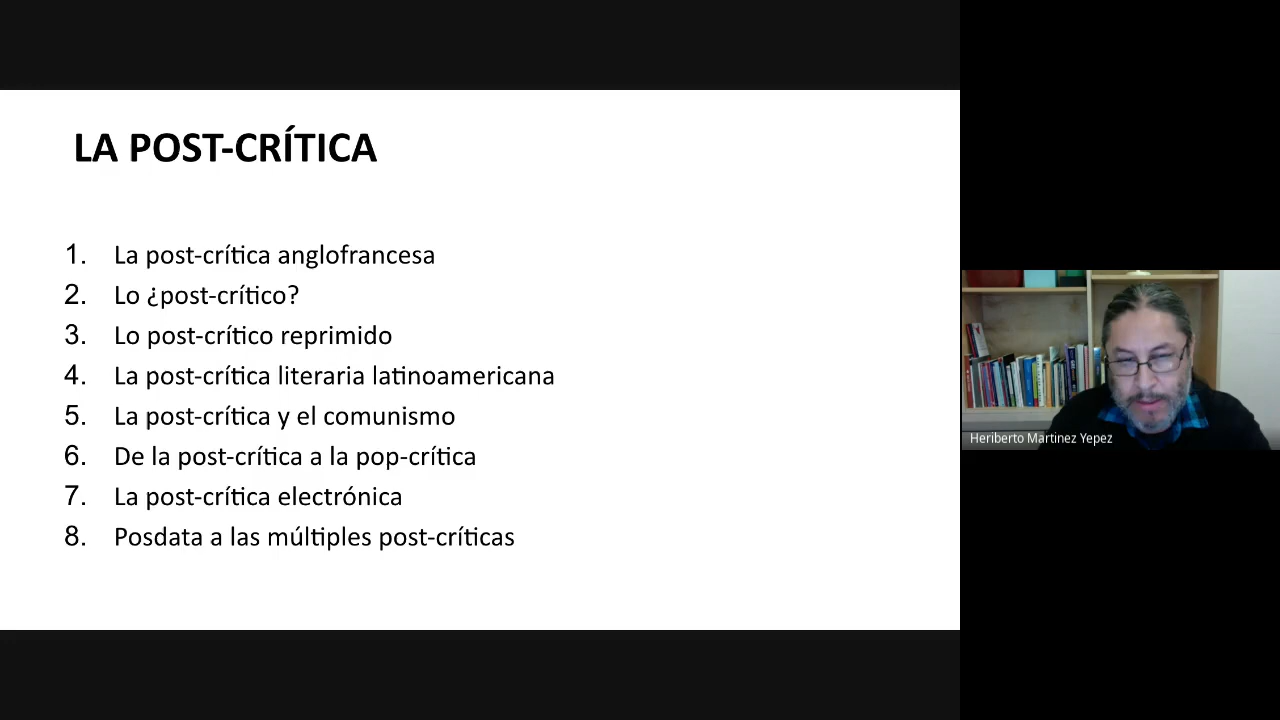 LA POST-CRÍTICA
1. La post-crítica anglofrancesa
2. Lo ¿post-crítico?
3. Lo post-crítico reprimido
4. La post-crítica literaria latinoamericana
5. La post-crítica y el comunismo
6. De la post-crítica a la pop-crítica
7. La post-crítica electrónica
8. Posdata a las múltiples post-críticas
Heriberto Martinez Yepez